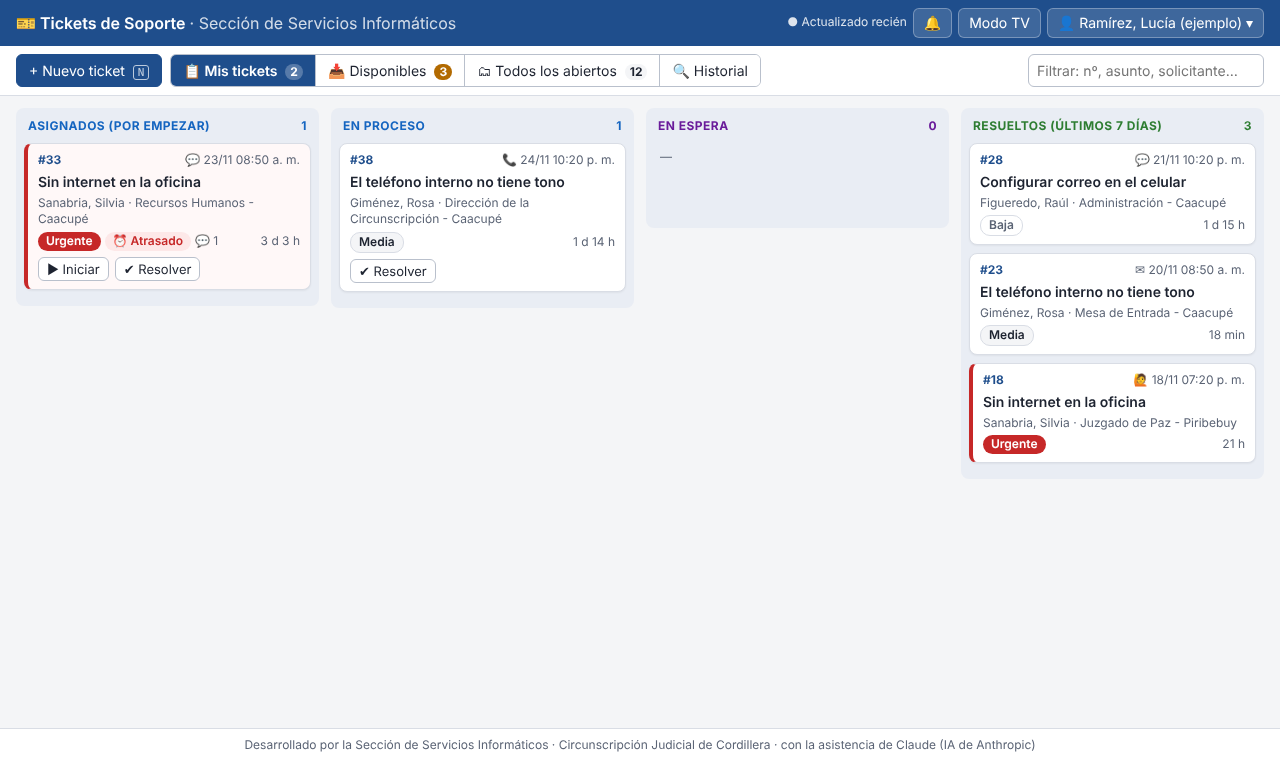 🎫 Tickets de Soporte · Sección de Servicios Informáticos
● Actualizado recién
🔔
Modo TV
👤 Ramírez, Lucía (ejemplo) ▾
+ Nuevo ticket N
📋 Mis tickets 2
📥 Disponibles 3
🗂 Todos los abiertos 12
🔍 Historial
Filtrar: nº, asunto, solicitante...
ASIGNADOS (POR EMPEZAR) 1
#33 💬 23/11 08:50 a. m.
Sin internet en la oficina
Sanabria, Silvia · Recursos Humanos -
Caacupé
Urgente ⏰ Atrasado 💬 1 3 d 3 h
▶ Iniciar ✔ Resolver
EN PROCESO 1
#38 📞 24/11 10:20 p. m.
El teléfono interno no tiene tono
Giménez, Rosa · Dirección de la
Circunscripción - Caacupé
Media 1 d 14 h
✔ Resolver
EN ESPERA 0
—
RESUELTOS (ÚLTIMOS 7 DÍAS) 3
#28 💬 21/11 10:20 p. m.
Configurar correo en el celular
Figueredo, Raúl · Administración - Caacupé
Baja 1 d 15 h
#23 ✉ 20/11 08:50 a. m.
El teléfono interno no tiene tono
Giménez, Rosa · Mesa de Entrada - Caacupé
Media 18 min
#18 🙋 18/11 07:20 p. m.
Sin internet en la oficina
Sanabria, Silvia · Juzgado de Paz - Piribebuy
Urgente 21 h
Desarrollado por la Sección de Servicios Informáticos · Circunscripción Judicial de Cordillera · con la asistencia de Claude (IA de Anthropic)